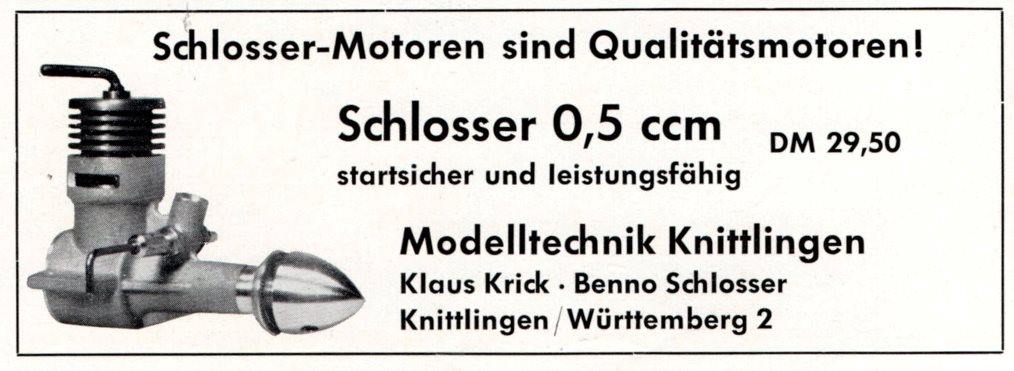 Schlosser-Motoren sind Qualitätsmotoren!
Schlosser 0,5 ccm DM 29,50
startsicher und leistungsfähig
Modelltechnik Knittlingen
Klaus Krick · Benno Schlosser
Knittlingen/Württemberg 2